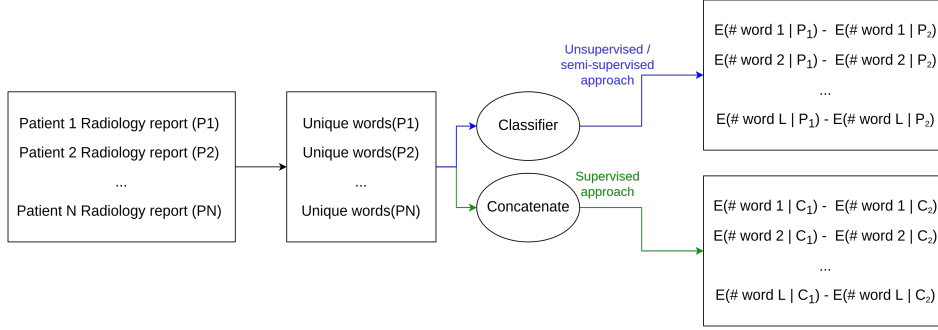 Patient 1 Radiology report (P1)
Patient 2 Radiology report (P2)
...
Patient N Radiology report (PN)
Unique words(P1)
Unique words(P2)
...
Unique words(PN)
Classifier
Concatenate
Unsupervised /
semi-supervised
approach
Supervised
approach
E(# word 1 | P₁) - E(# word 1 | P₂)
E(# word 2 | P₁) - E(# word 2 | P₂)
...
E(# word L | P₁) - E(# word L | P₂)
E(# word 1 | C₁) - E(# word 1 | C₂)
E(# word 2 | C₁) - E(# word 2 | C₂)
...
E(# word L | C₁) - E(# word L | C₂)